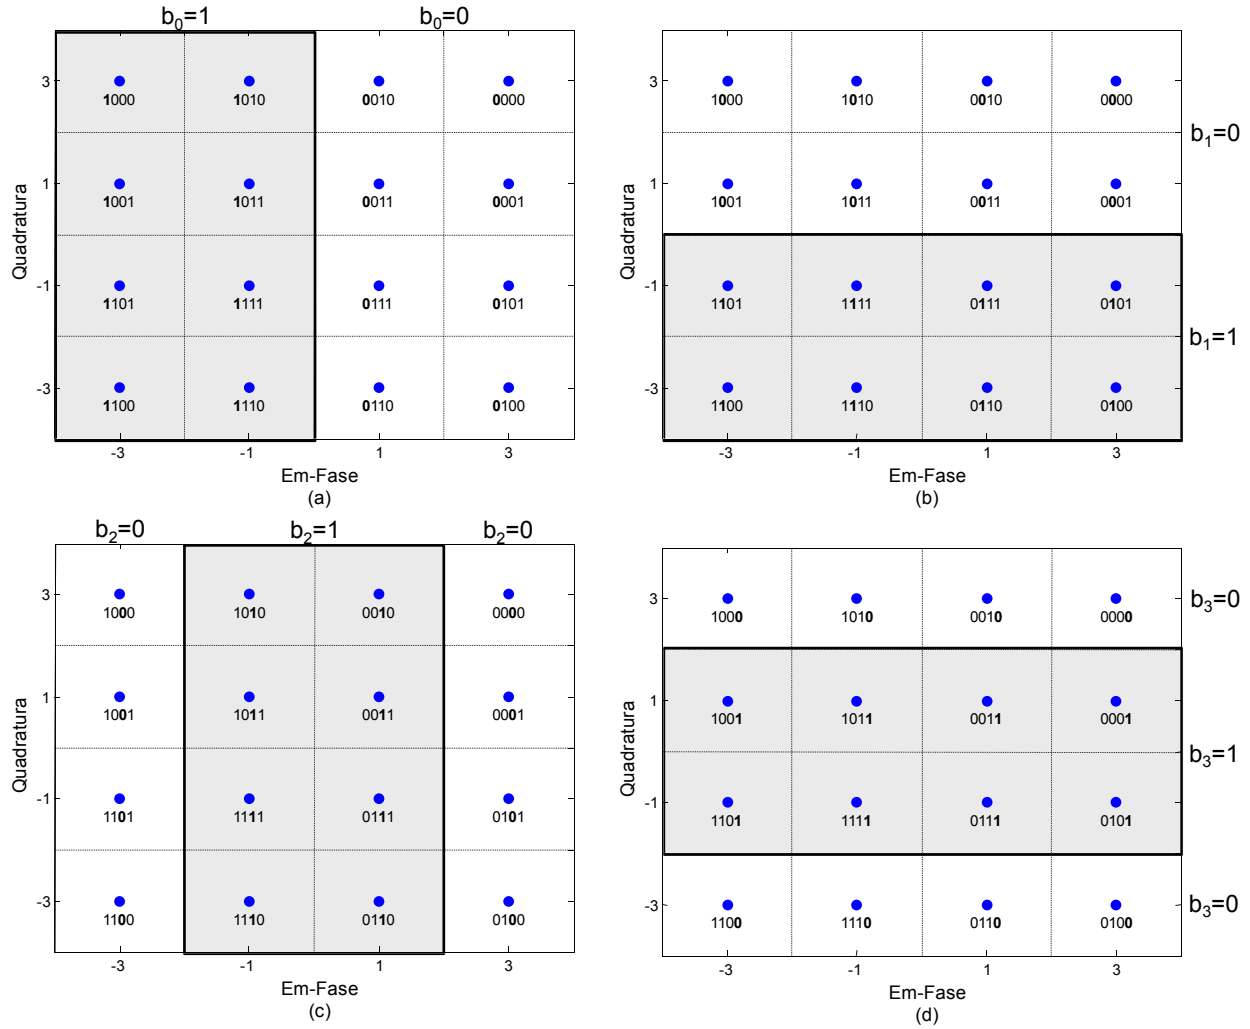 b0=1 b0=0
3 1000 1010 0010 0000
1 1001 1011 0011 0001
-1 1101 1111 0111 0101
-3 1100 1110 0110 0100
Quadratura
-3 -1 1 3
Em-Fase
(a)
3 1000 1010 0010 0000
b1=0
1 1001 1011 0011 0001
-1 1101 1111 0111 0101
b1=1
-3 1100 1110 0110 0100
Quadratura
-3 -1 1 3
Em-Fase
(b)
b2=0 b2=1 b2=0
3 1000 1010 0010 0000
1 1001 1011 0011 0001
-1 1101 1111 0111 0101
-3 1100 1110 0110 0100
Quadratura
-3 -1 1 3
Em-Fase
(c)
3 1000 1010 0010 0000 b3=0
1 1001 1011 0011 0001
b3=1
-1 1101 1111 0111 0101
-3 1100 1110 0110 0100 b3=0
Quadratura
-3 -1 1 3
Em-Fase
(d)